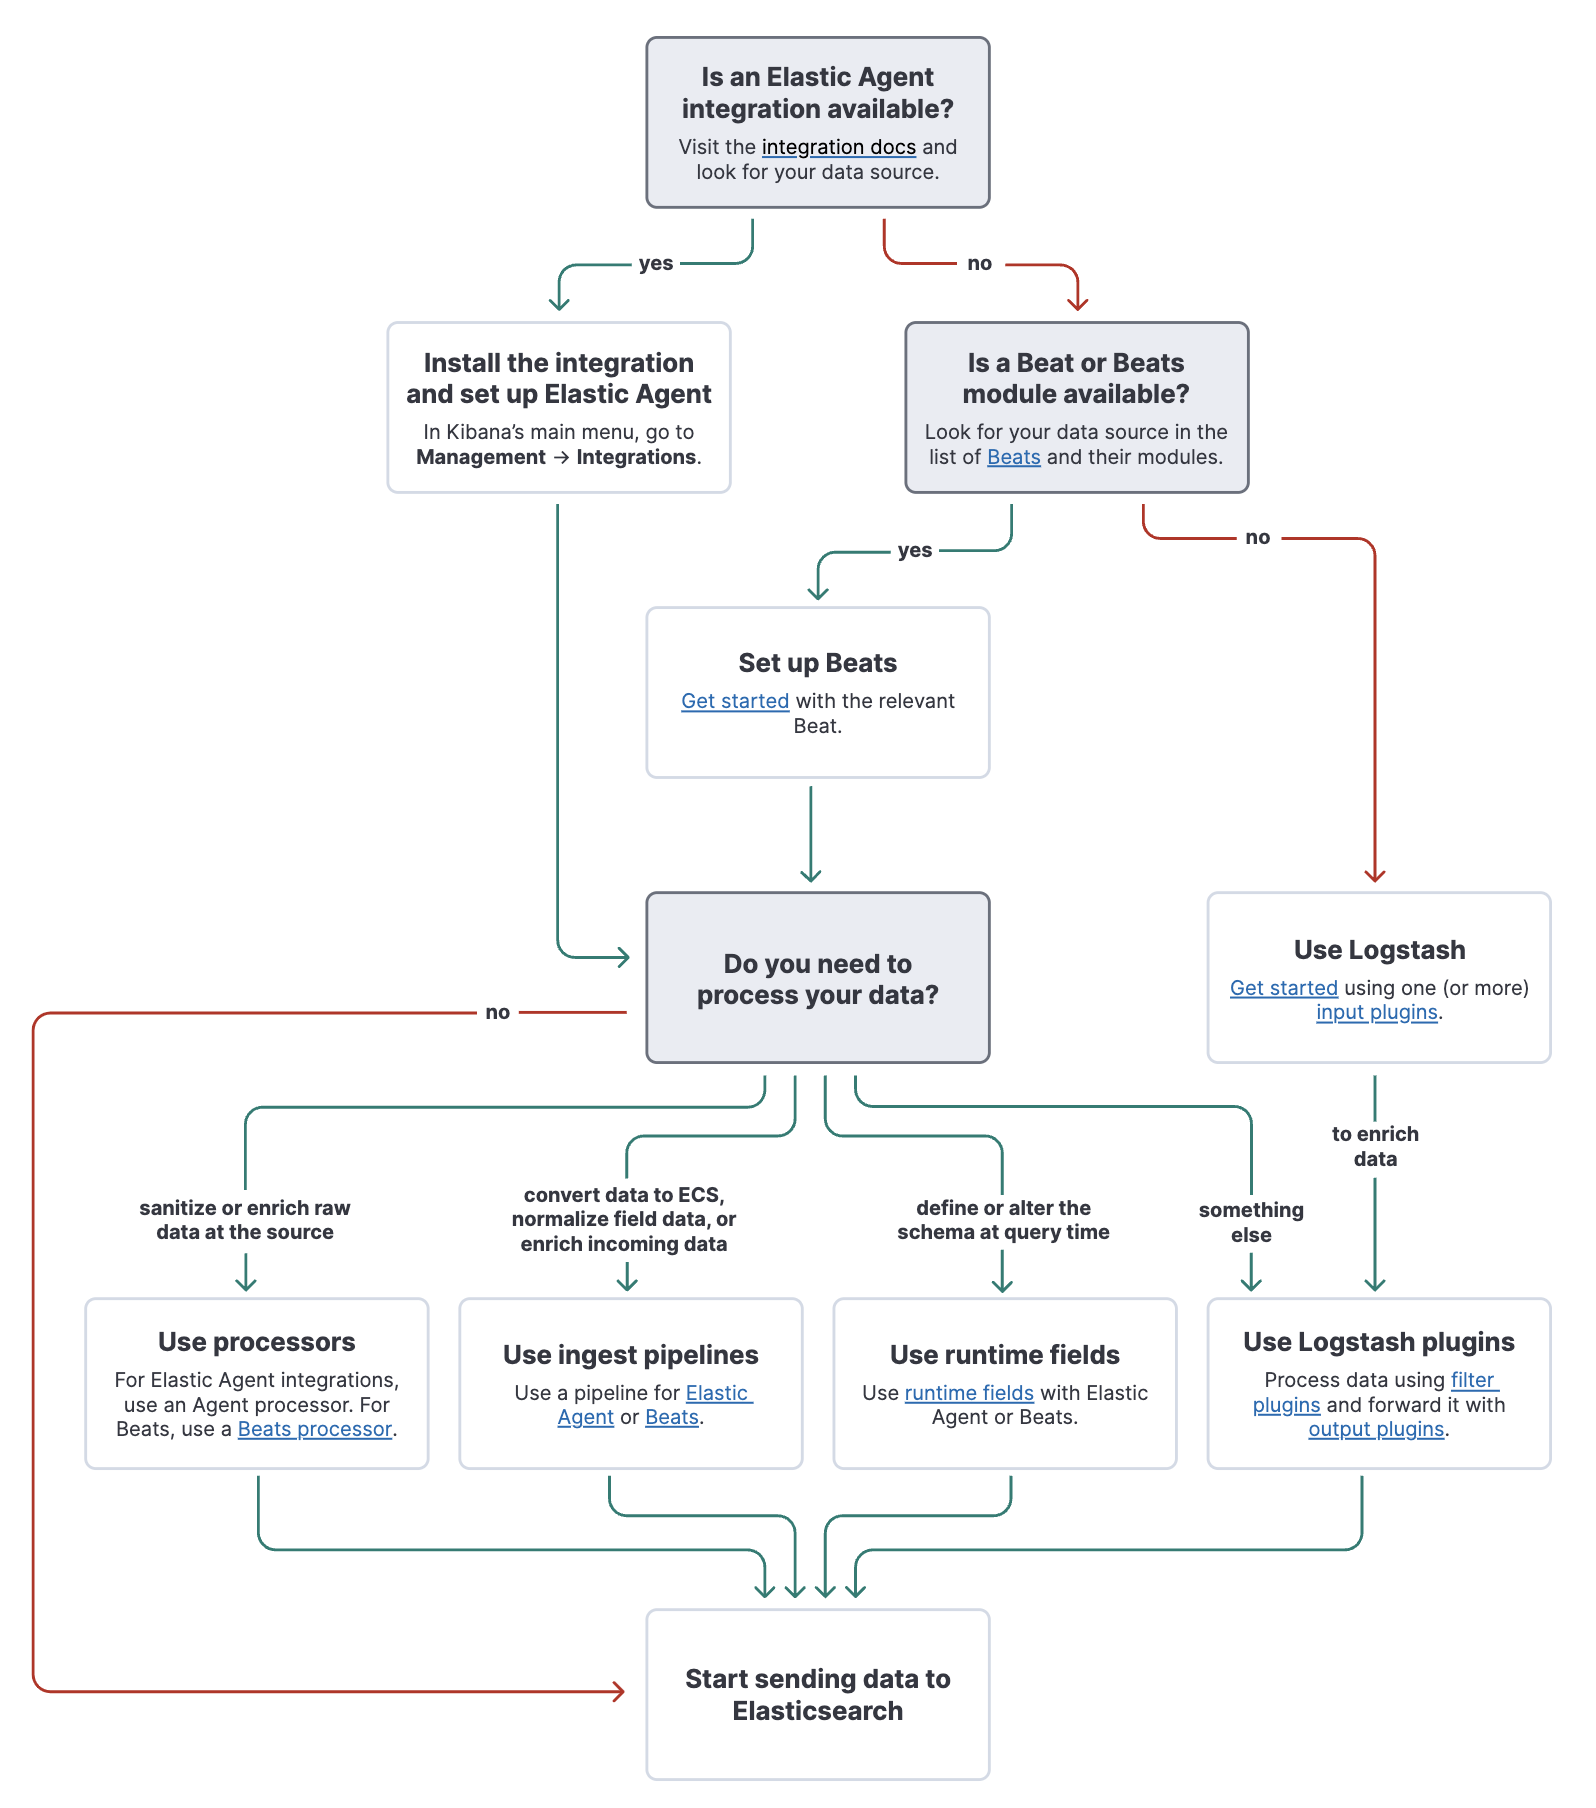 Is an Elastic Agent
integration available?
Visit the integration docs and
look for your data source.
yes
no
Install the integration
and set up Elastic Agent
In Kibana’s main menu, go to
Management → Integrations.
Is a Beat or Beats
module available?
Look for your data source in the
list of Beats and their modules.
yes
no
Set up Beats
Get started with the relevant
Beat.
Do you need to
process your data?
no
Use Logstash
Get started using one (or more)
input plugins.
to enrich
data
sanitize or enrich raw
data at the source
convert data to ECS,
normalize field data, or
enrich incoming data
define or alter the
schema at query time
something
else
Use processors
For Elastic Agent integrations,
use an Agent processor. For
Beats, use a Beats processor.
Use ingest pipelines
Use a pipeline for Elastic
Agent or Beats.
Use runtime fields
Use runtime fields with Elastic
Agent or Beats.
Use Logstash plugins
Process data using filter
plugins and forward it with
output plugins.
Start sending data to
Elasticsearch